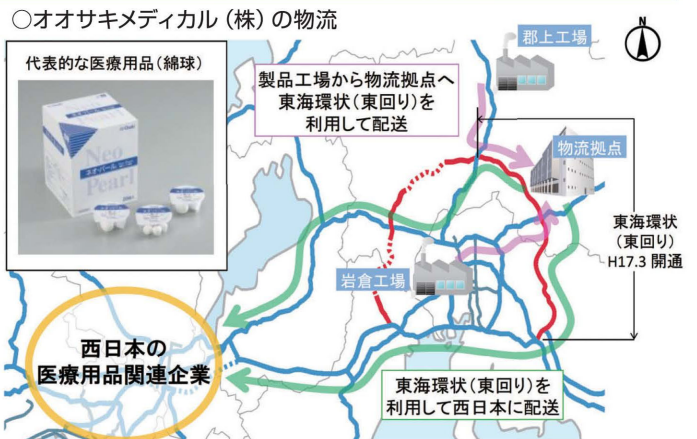 ○オオサキメディカル（株）の物流
代表的な医療用品（綿球）
Neo
ネオパール
Pearl
製品工場から物流拠点へ
東海環状（東回り）を
利用して配送
郡上工場
N
物流拠点
東海環状
（東回り）
H17.3 開通
岩倉工場
西日本の
医療用品関連企業
東海環状（東回り）を
利用して西日本に配送